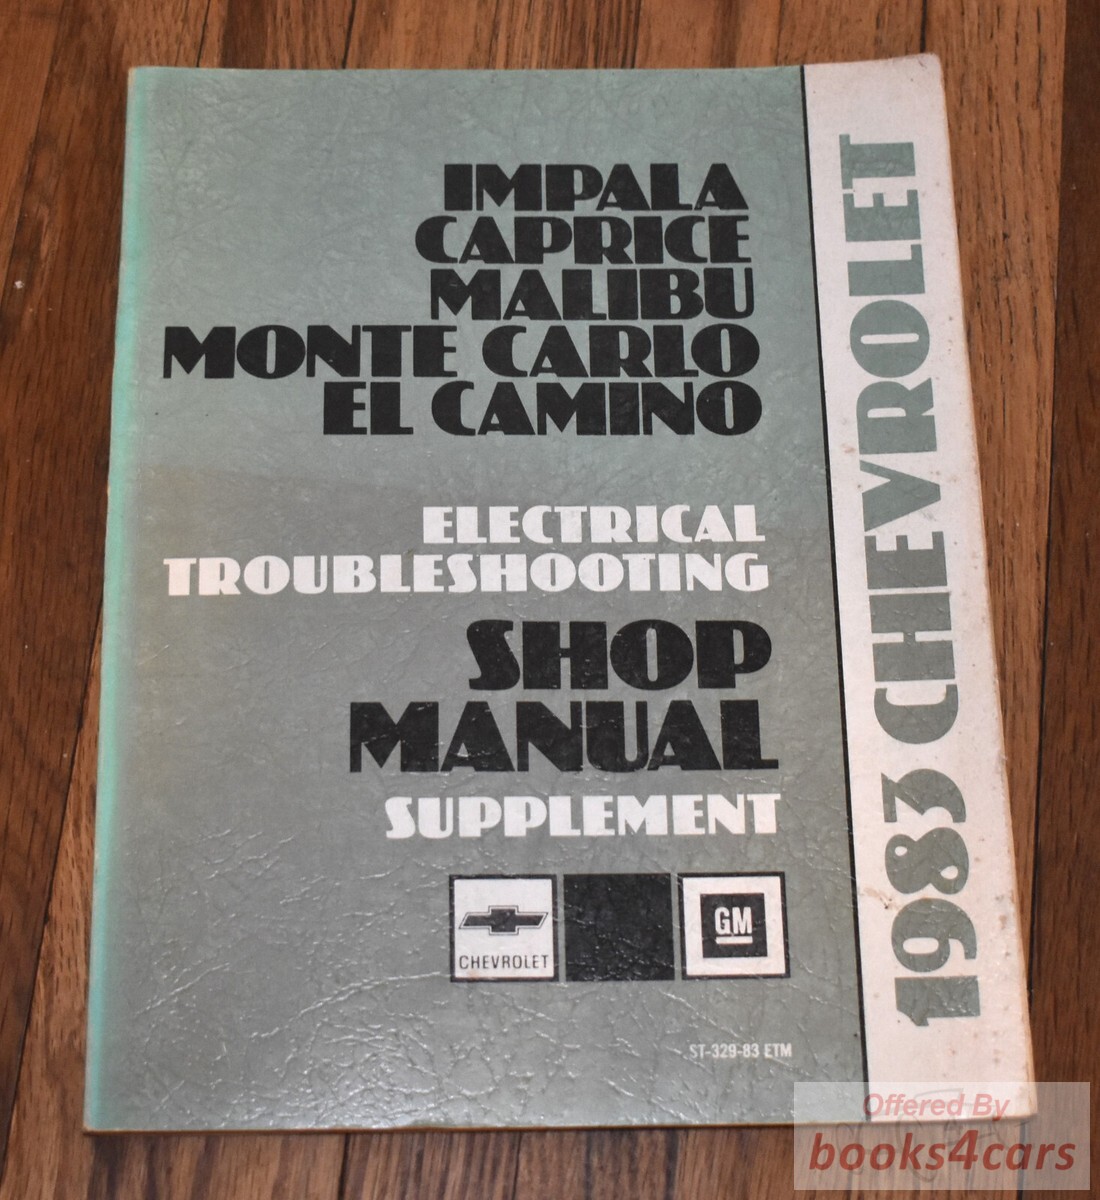 IMPALA
CAPRICE
MALIBU
MONTE CARLO
EL CAMINO
ELECTRICAL
TROUBLESHOOTING
SHOP
MANUAL
SUPPLEMENT
CHEVROLET
GM
ST-329-83 ETM
1983 CHEVROLET
Offered By
books4cars